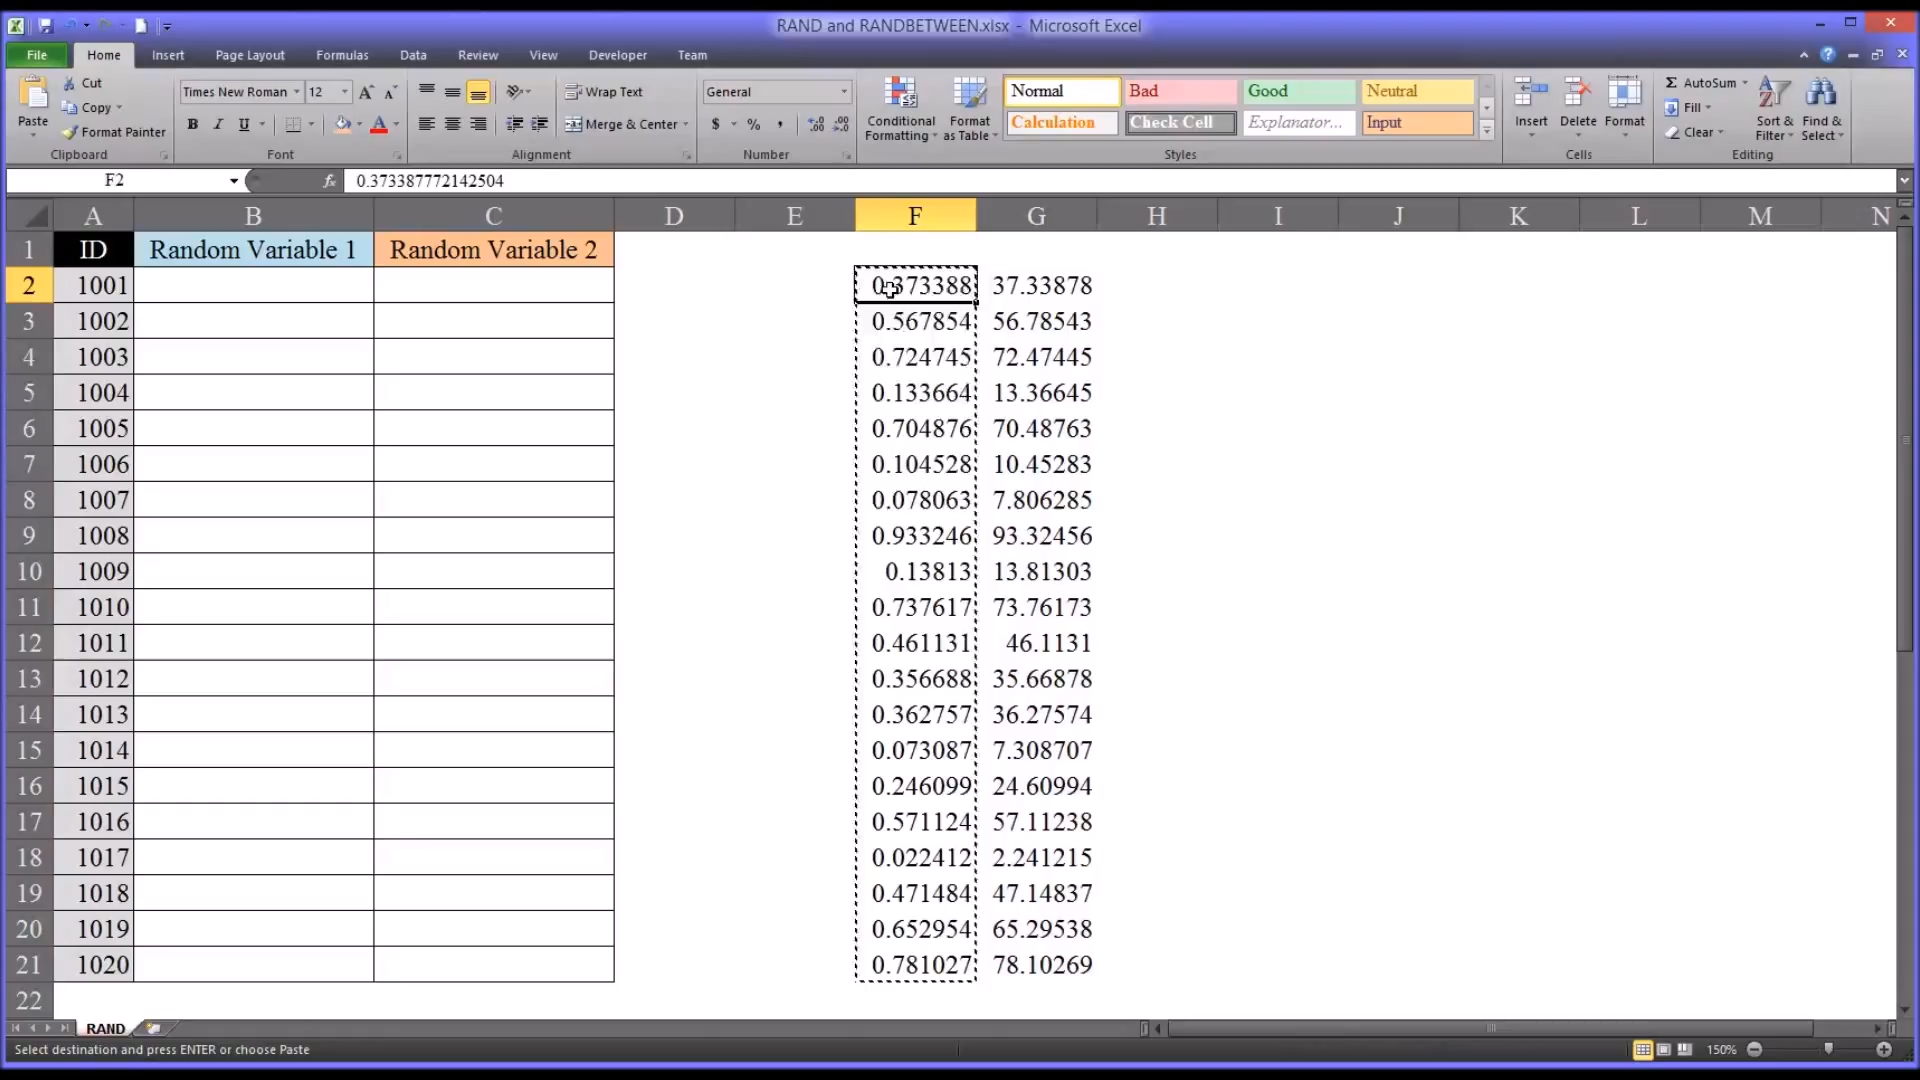 RAND and RANDBETWEEN.xlsx - Microsoft Excel
File Home Insert Page Layout Formulas Data Review View Developer Team
Paste
Cut
Copy
Format Painter
Clipboard
Times New Roman 12
B I U
Font
Wrap Text
Merge & Center
Alignment
General
$ % ,
Number
Conditional Formatting
Format as Table
Normal Bad Good Neutral
Calculation Check Cell Explanator... Input
Styles
Insert Delete Format
Cells
Σ AutoSum
Fill
Clear
Sort & Filter
Find & Select
Editing
F2 fx 0.373387772142504
A B C D E F G H I J K L M N
1 ID Random Variable 1 Random Variable 2
2 1001 0.373388 37.33878
3 1002 0.567854 56.78543
4 1003 0.724745 72.47445
5 1004 0.133664 13.36645
6 1005 0.704876 70.48763
7 1006 0.104528 10.45283
8 1007 0.078063 7.806285
9 1008 0.933246 93.32456
10 1009 0.13813 13.81303
11 1010 0.737617 73.76173
12 1011 0.461131 46.1131
13 1012 0.356688 35.66878
14 1013 0.362757 36.27574
15 1014 0.073087 7.308707
16 1015 0.246099 24.60994
17 1016 0.571124 57.11238
18 1017 0.022412 2.241215
19 1018 0.471484 47.14837
20 1019 0.652954 65.29538
21 1020 0.781027 78.10269
22
RAND
Select destination and press ENTER or choose Paste 150%